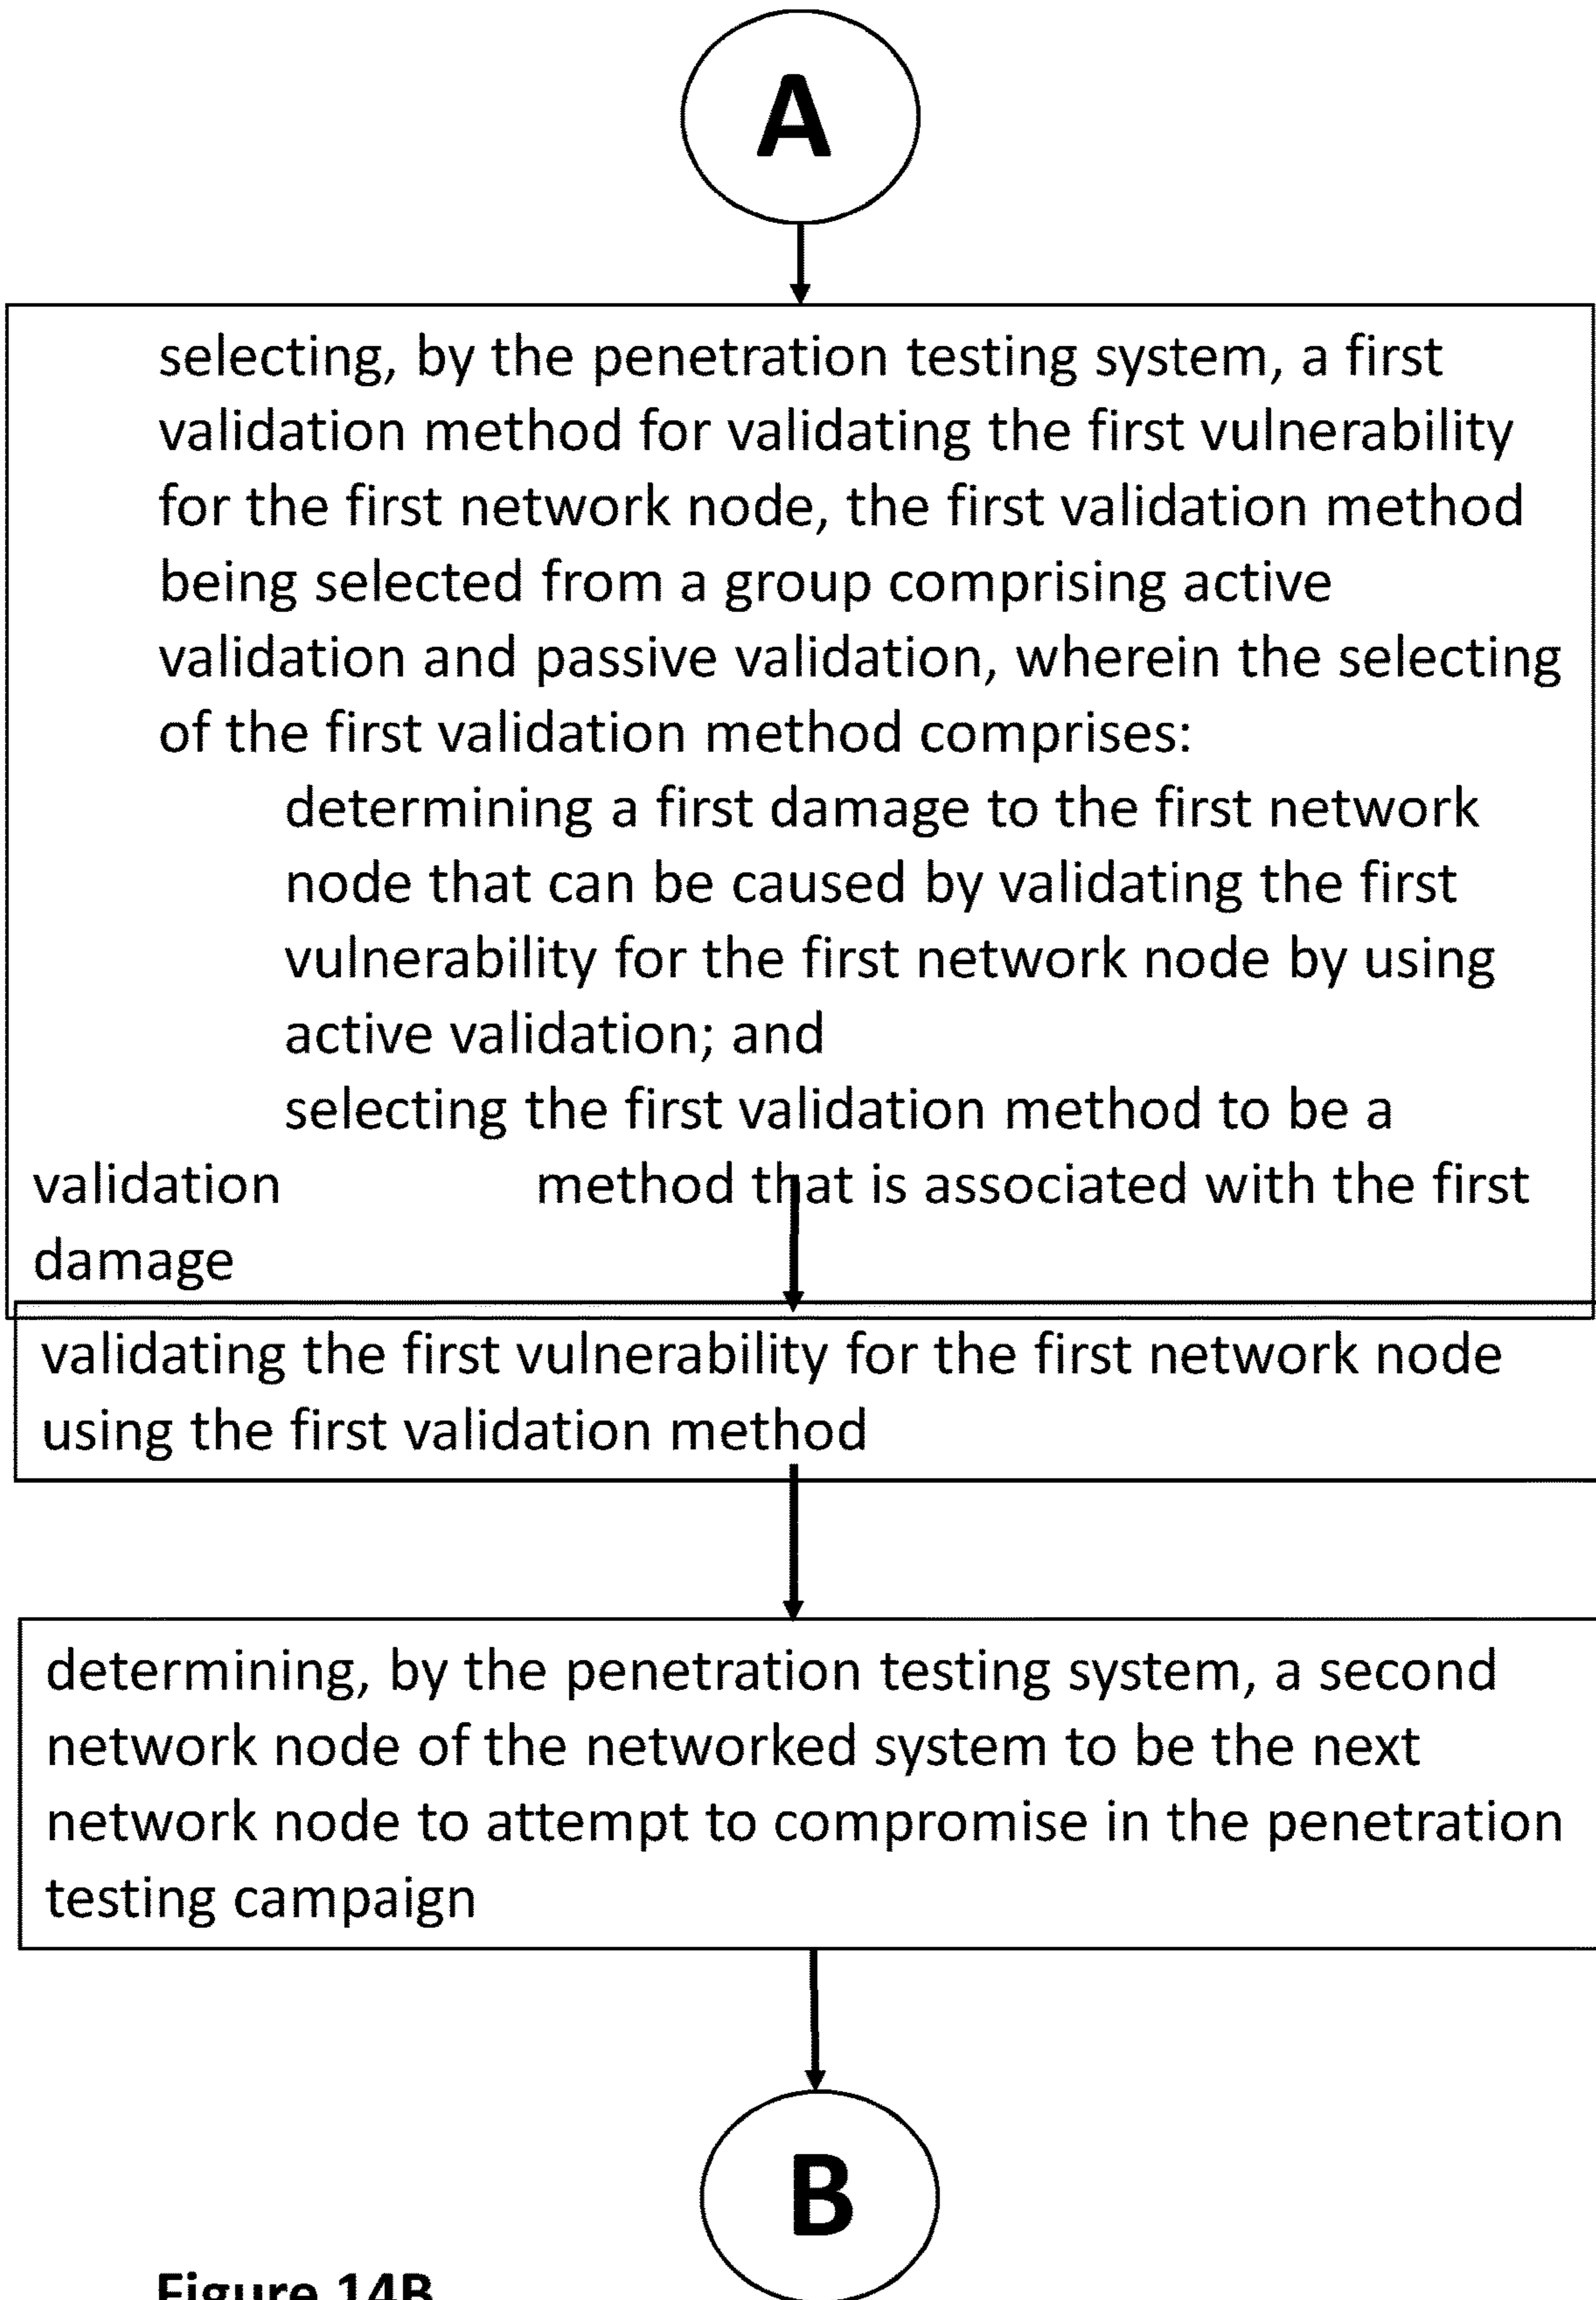 A
selecting, by the penetration testing system, a first
validation method for validating the first vulnerability
for the first network node, the first validation method
being selected from a group comprising active
validation and passive validation, wherein the selecting
of the first validation method comprises:
determining a first damage to the first network
node that can be caused by validating the first
vulnerability for the first network node by using
active validation; and
selecting the first validation method to be a
validation method that is associated with the first
damage
validating the first vulnerability for the first network node
using the first validation method
determining, by the penetration testing system, a second
network node of the networked system to be the next
network node to attempt to compromise in the penetration
testing campaign
B
Figure 14B